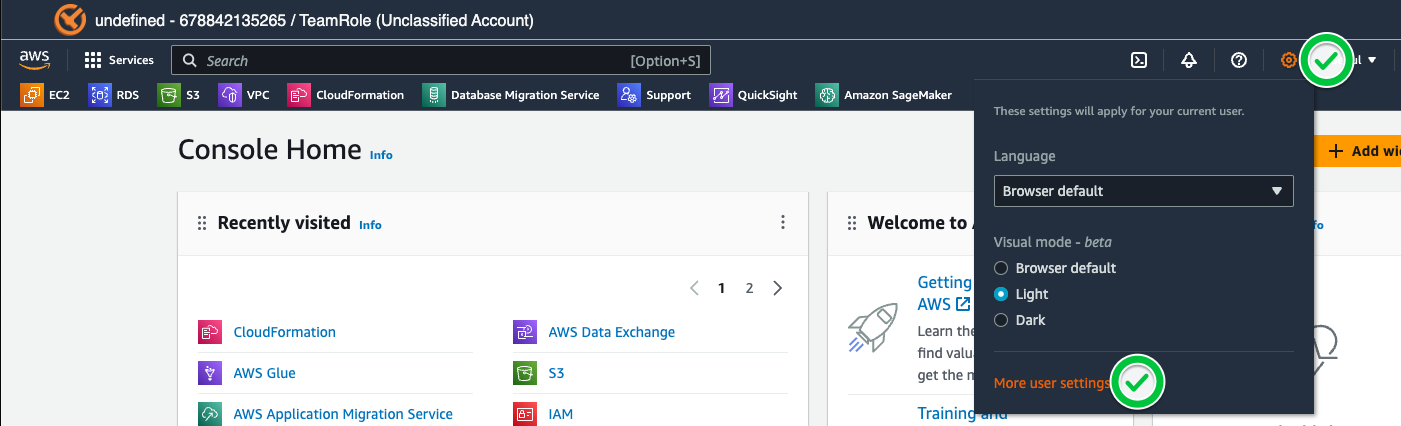 undefined - 678842135265 / TeamRole (Unclassified Account)
aws Services Search [Option+S]
EC2 RDS S3 VPC CloudFormation Database Migration Service Support QuickSight Amazon SageMaker
These settings will apply for your current user.
Console Home Info
+ Add
Language
Browser default
Recently visited Info
Welcome to
Visual mode - beta
Browser default
Light
Dark
1 2
Getting
AWS
Learn the
find
get the
CloudFormation AWS Data Exchange
AWS Glue S3
AWS Application Migration Service IAM
More user settings
Training and